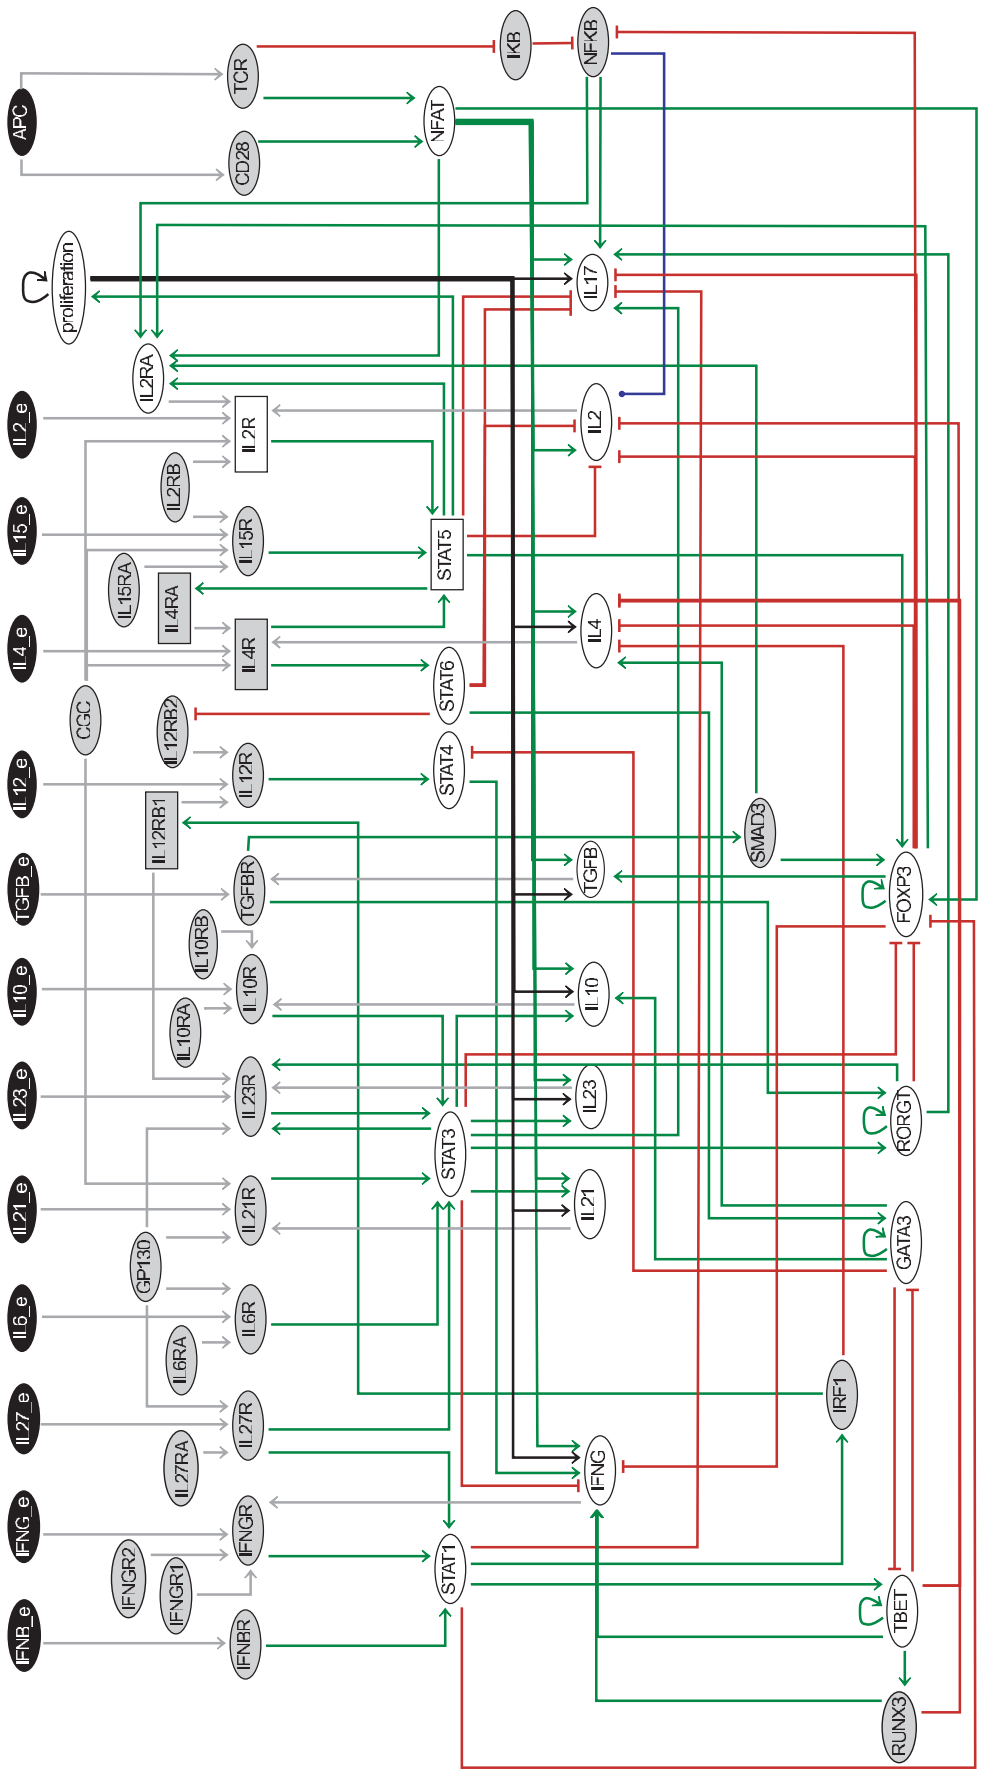 APC
IL2_e
IL15_e
IL4_e
IL12_e
TGFB_e
IL10_e
IL23_e
IL21_e
IL6_e
IL27_e
IFNG_e
IFNB_e
proliferation
CGC
IL2RA
IL2RB
IL15RA
IL4RA
IL12RB2
IL12RB1
IL10RB
IL10RA
GP130
IL6RA
IL27RA
IFNGR2
IFNGR1
TCR
CD28
IL2R
IL15R
IL4R
IL12R
TGFBR
IL10R
IL23R
IL21R
IL6R
IL27R
IFNGR
IFNBR
NFAT
STAT5
STAT6
STAT4
STAT3
STAT1
IKB
NFKB
IL17
IL2
IL4
TGFB
IL10
IL23
IL21
IFNG
SMAD3
IRF1
FOXP3
RORGT
GATA3
TBET
RUNX3